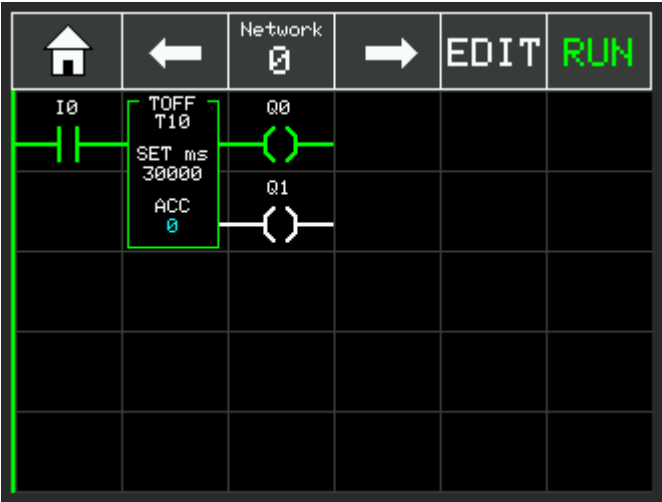 Network
0
EDIT
RUN
I0
TOFF
T10
SET ms
30000
ACC
0
Q0
Q1